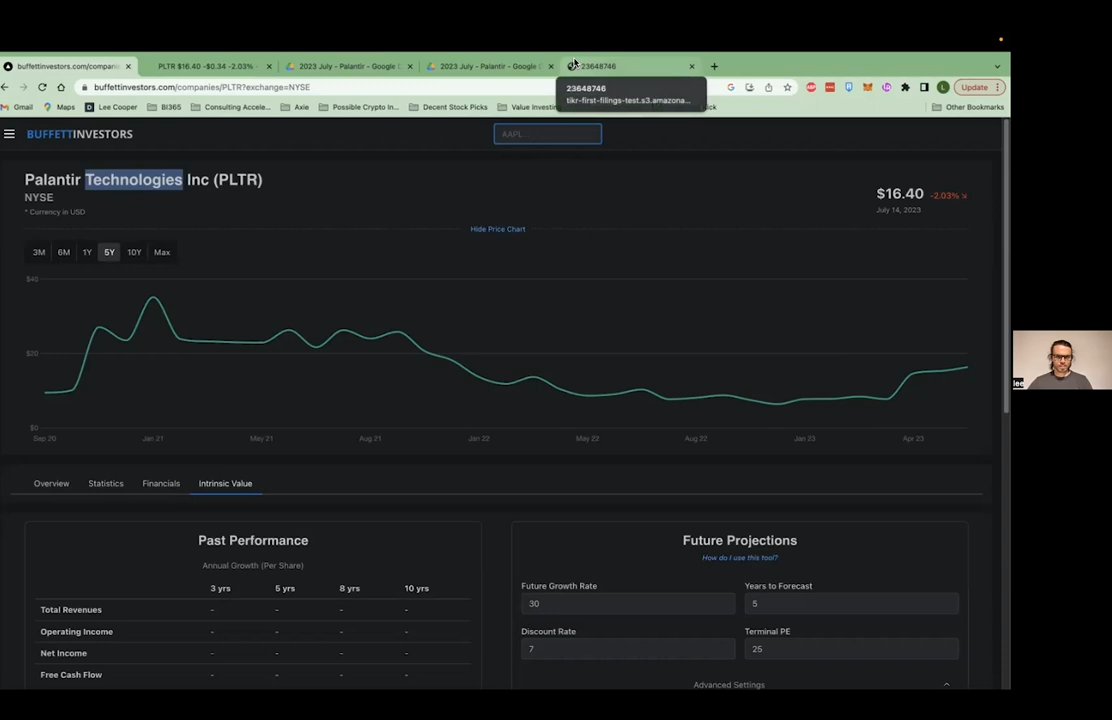 buffettinvestors.com/compani
PLTR $16.40 -$0.34 -2.03%
2023 July - Palantir - Google D
2023 July - Palantir - Google D
23648746
buffettinvestors.com/companies/PLTR?exchange=NYSE
Update
23648746
tikr-first-filings-test.s3.amazona...
Gmail
Maps
Lee Cooper
BI365
Consulting Accele...
Axie
Possible Crypto In...
Decent Stock Picks
Value Investin
ck
Other Bookmarks
BUFFETTINVESTORS
AAPL...
Palantir Technologies Inc (PLTR)
NYSE
* Currency in USD
$16.40 -2.03%
July 14, 2023
Hide Price Chart
3M 6M 1Y 5Y 10Y Max
$40
$20
$0
Sep 20 Jan 21 May 21 Aug 21 Jan 22 May 22 Aug 22 Jan 23 Apr 23
Overview Statistics Financials Intrinsic Value
Past Performance
Annual Growth (Per Share)
3 yrs 5 yrs 8 yrs 10 yrs
Total Revenues - - - -
Operating Income - - - -
Net Income - - - -
Free Cash Flow - - - -
Future Projections
How do I use this tool?
Future Growth Rate Years to Forecast
30 5
Discount Rate Terminal PE
7 25
Advanced Settings
lee